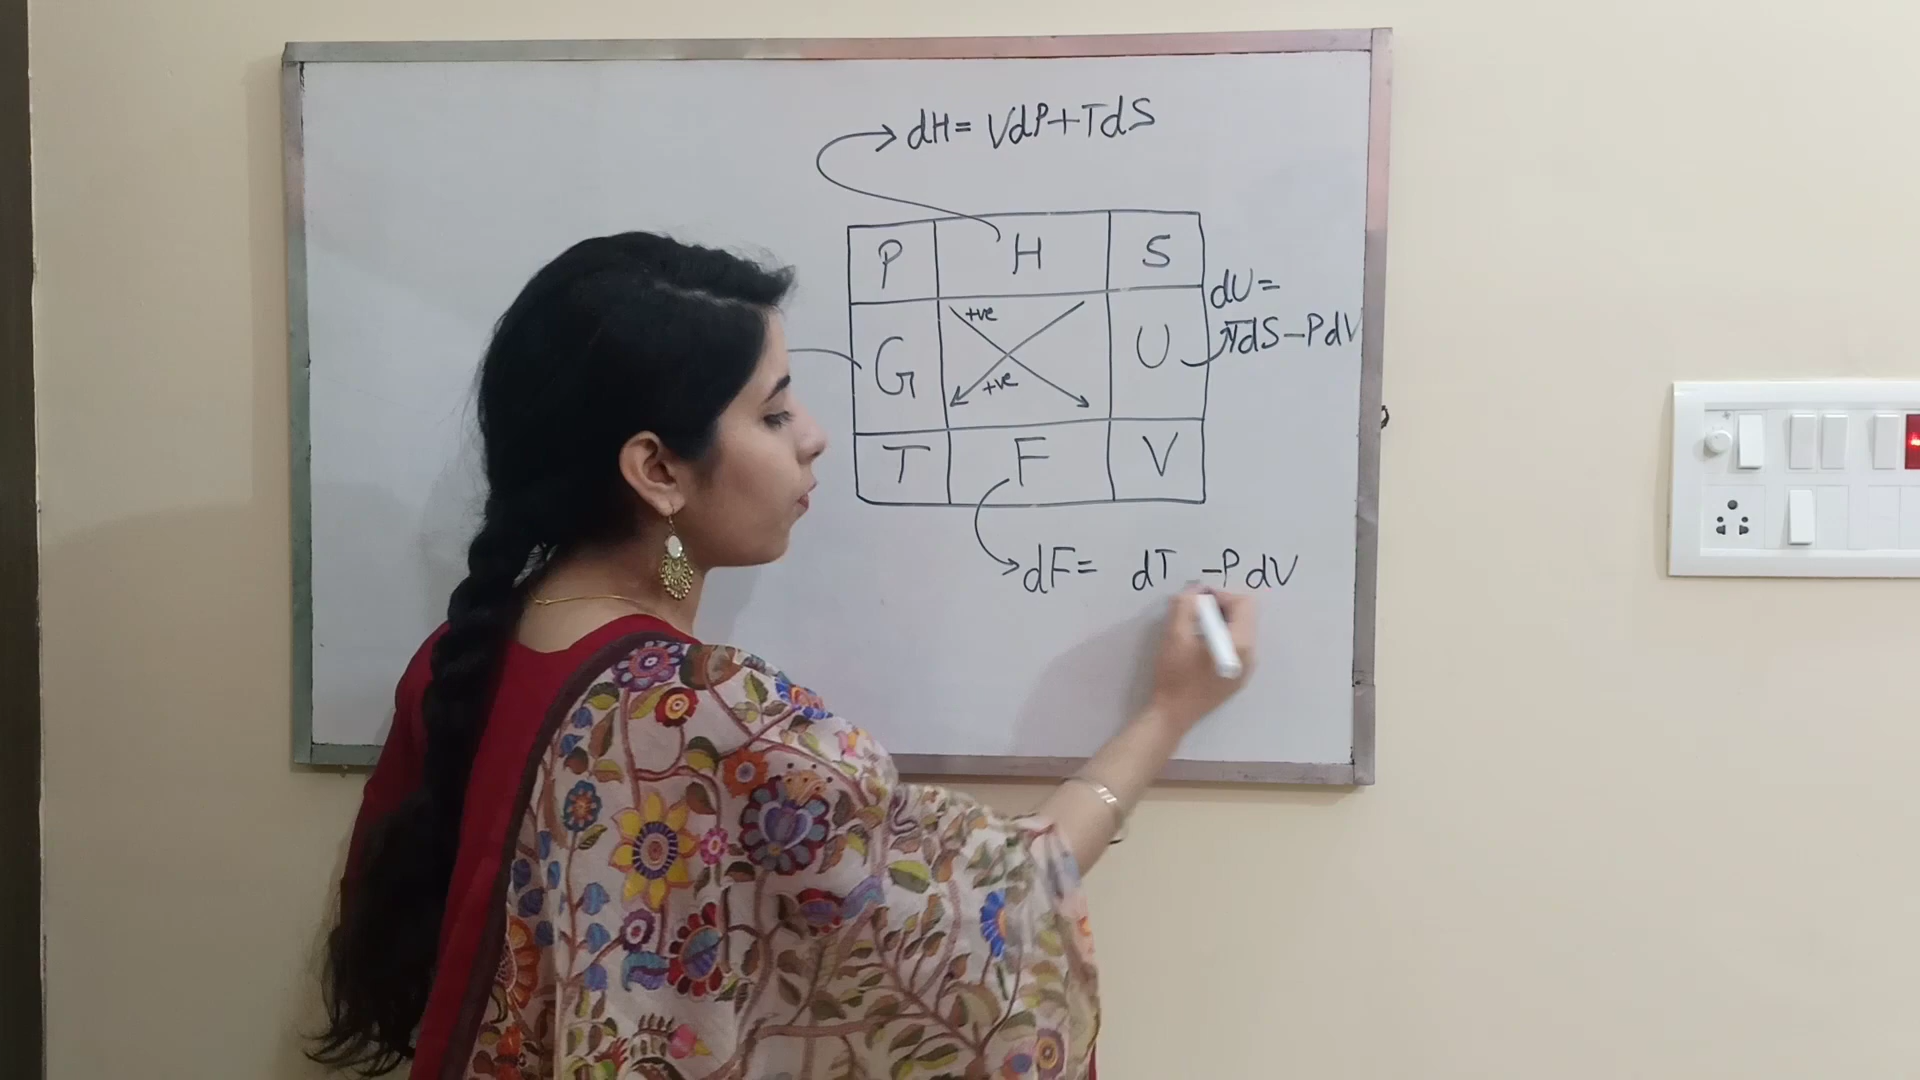 dH= VdP+TdS
P H S
dU=
TdS-PdV
+ve
G U
+ve
T F V
dF= dT -PdV